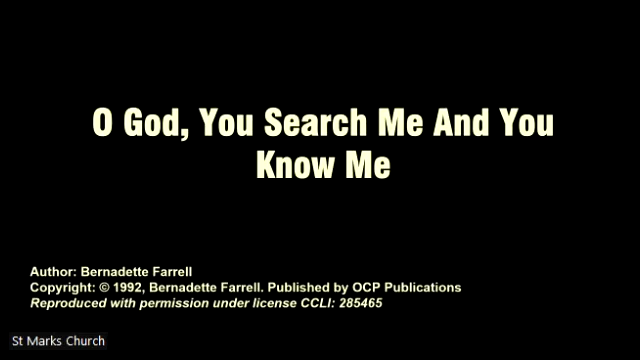 O God, You Search Me And You
Know Me
Author: Bernadette Farrell
Copyright: © 1992, Bernadette Farrell. Published by OCP Publications
Reproduced with permission under license CCLI: 285465
St Marks Church